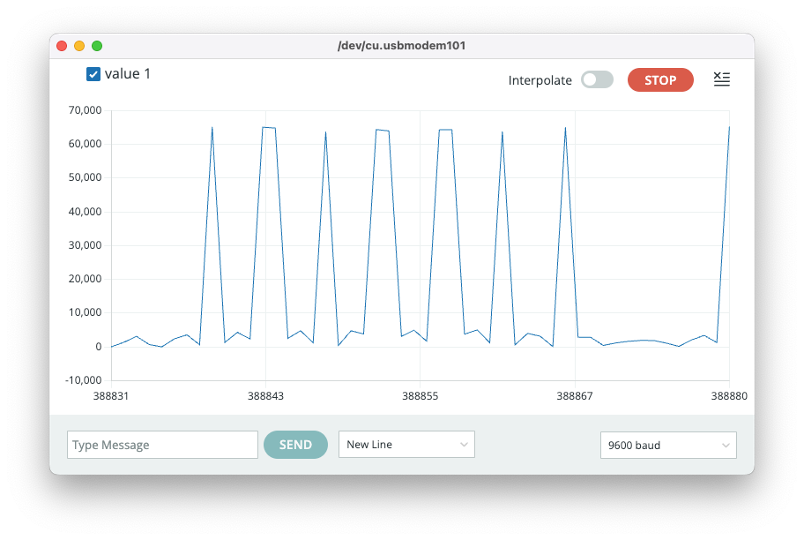 /dev/cu.usbmodem101
value 1
Interpolate
STOP
70,000
60,000
50,000
40,000
30,000
20,000
10,000
0
-10,000
388831 388843 388855 388867 388880
Type Message
SEND
New Line
9600 baud